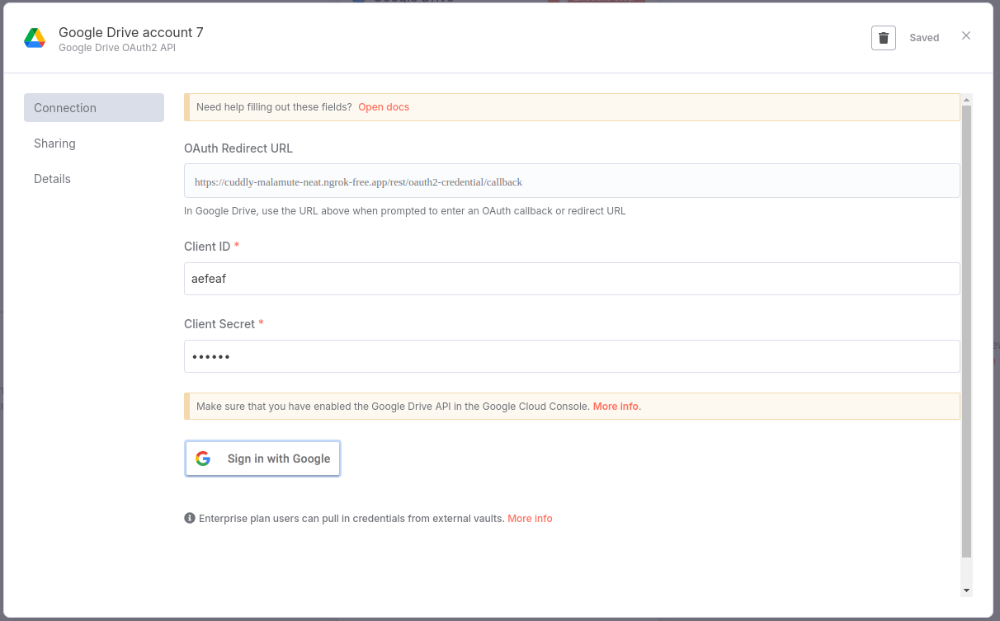 Google Drive account 7
Google Drive OAuth2 API
Saved
Connection
Sharing
Details
Need help filling out these fields? Open docs
OAuth Redirect URL
https://cuddly-malamute-neat.ngrok-free.app/rest/oauth2-credential/callback
In Google Drive, use the URL above when prompted to enter an OAuth callback or redirect URL
Client ID *
aefeaf
Client Secret *
••••••
Make sure that you have enabled the Google Drive API in the Google Cloud Console. More info.
Sign in with Google
Enterprise plan users can pull in credentials from external vaults. More info